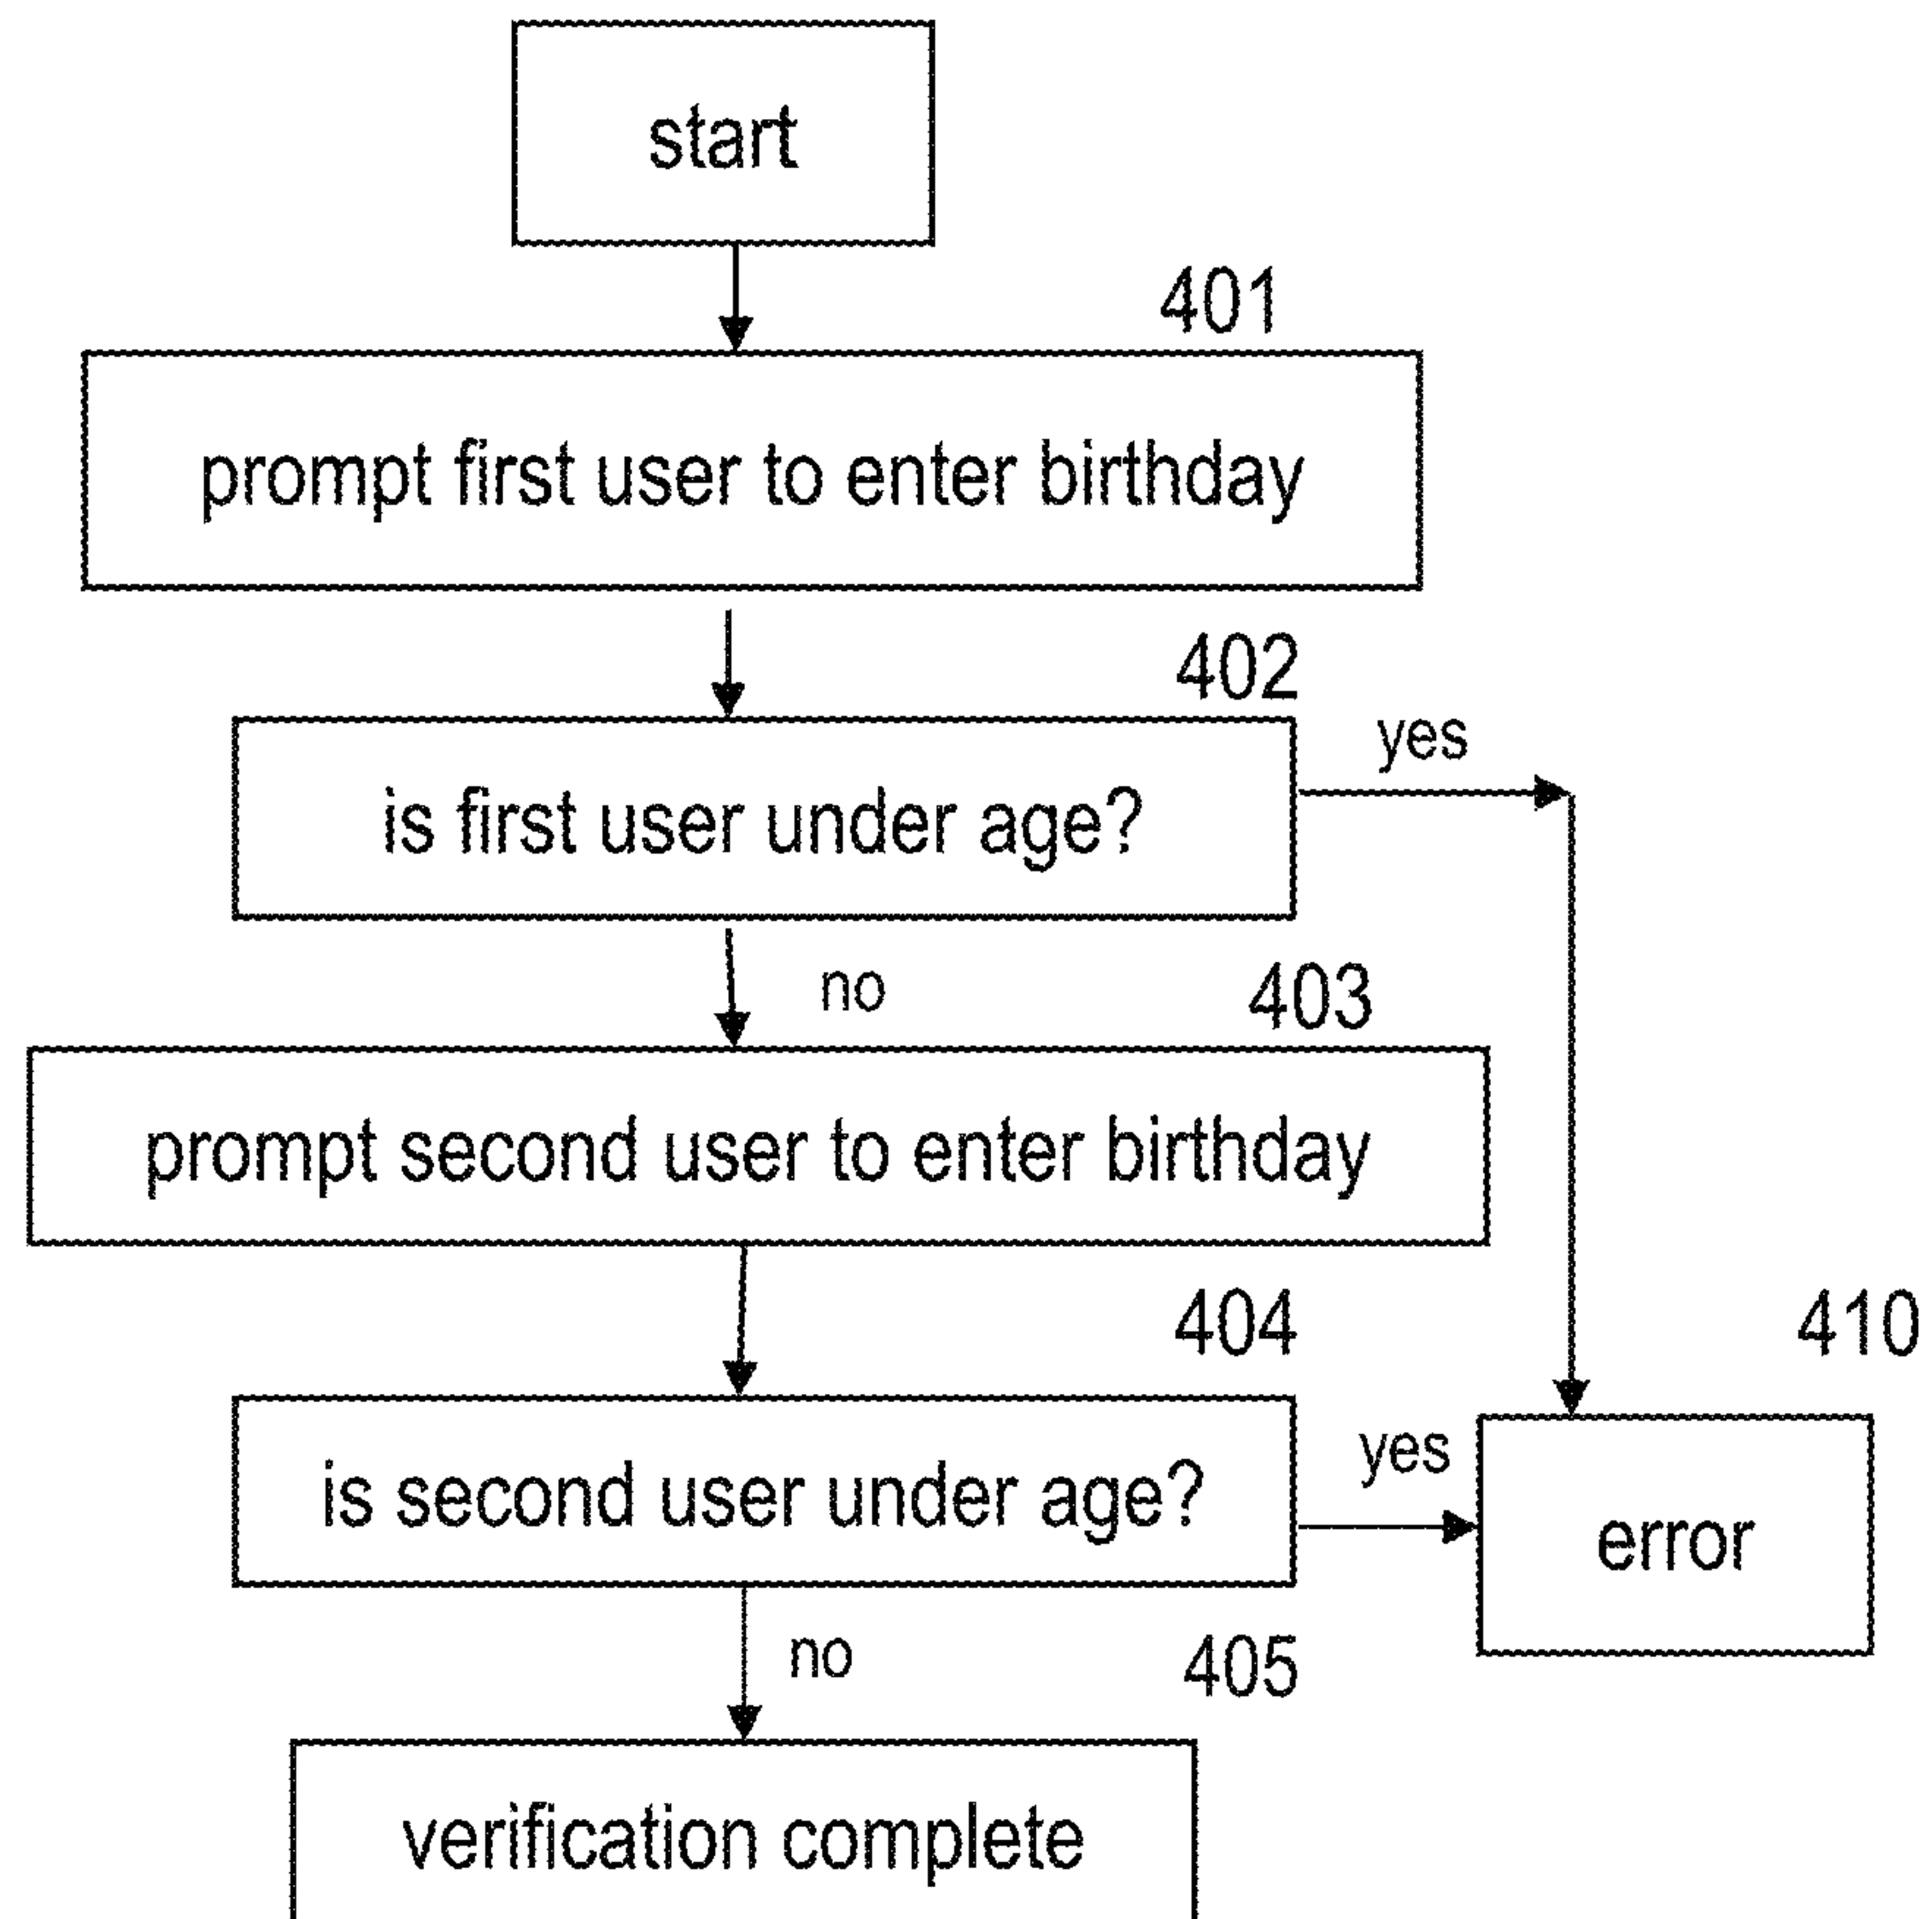 start
401
prompt first user to enter birthday
402
yes
is first user under age?
no
403
prompt second user to enter birthday
404
410
yes
is second user under age?
error
no
405
verification complete